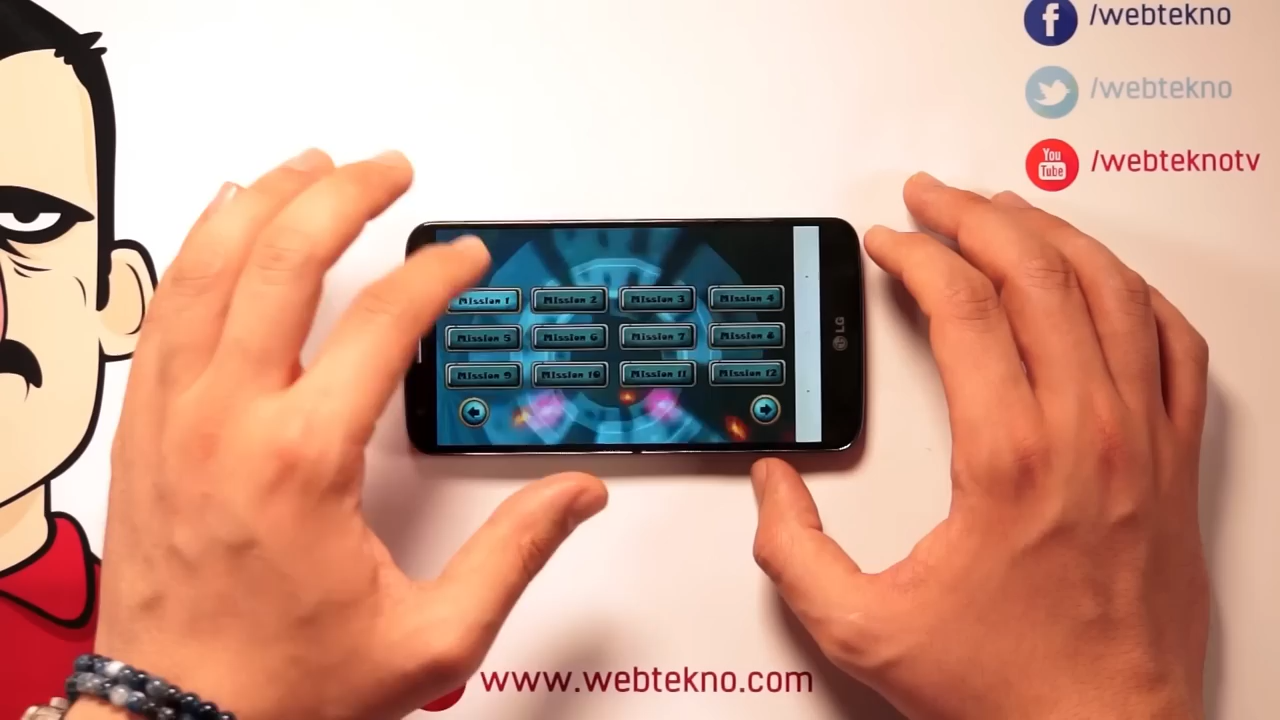 /webtekno
/webtekno
You
Tube
/webteknotv
Mission 1
Mission 2
Mission 3
Mission 4
Mission 5
Mission 6
Mission 7
Mission 8
Mission 9
Mission 10
Mission 11
Mission 12
LG
www.webtekno.com